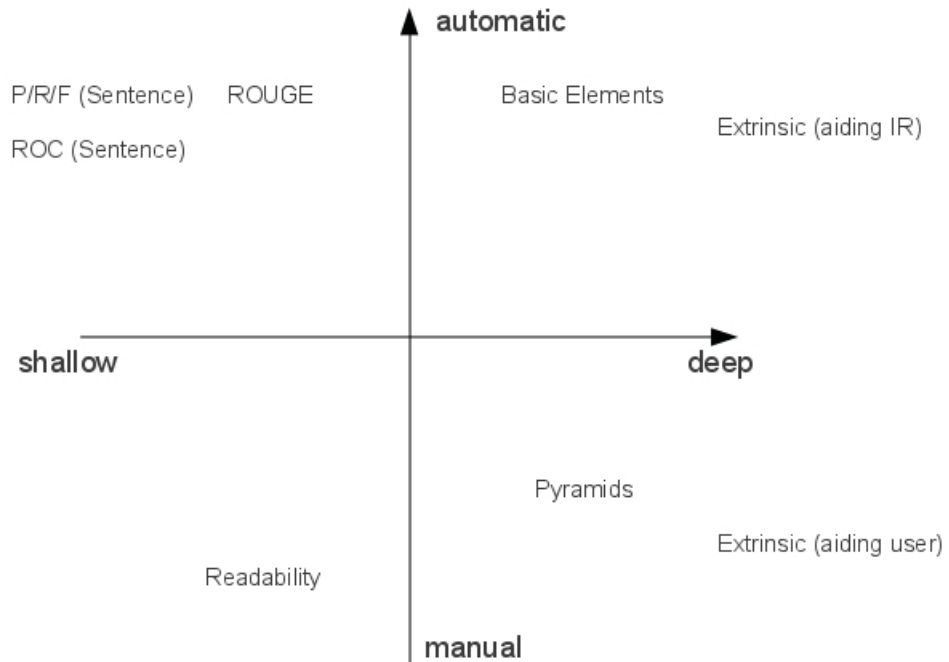 automatic
P/R/F (Sentence) ROUGE Basic Elements
Extrinsic (aiding IR)
ROC (Sentence)
shallow deep
Pyramids
Extrinsic (aiding user)
Readability
manual